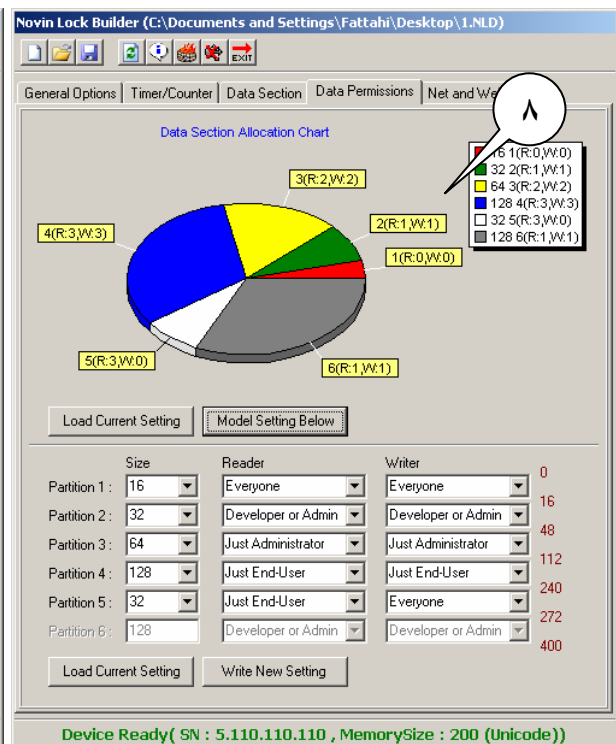 Novin Lock Builder (C:\Documents and Settings\Fattahi\Desktop\1.NLD)
EXIT
General Options Timer/Counter Data Section Data Permissions Net and
۸
Data Section Allocation Chart
16 1(R:0,W:0)
32 2(R:1,W:1)
64 3(R:2,W:2)
128 4(R:3,W:3)
32 5(R:3,W:0)
128 6(R:1,W:1)
3(R:2,W:2)
4(R:3,W:3)
2(R:1,W:1)
1(R:0,W:0)
5(R:3,W:0)
6(R:1,W:1)
Load Current Setting Model Setting Below
Size Reader Writer
0
Partition 1 : 16 Everyone Everyone
16
Partition 2 : 32 Developer or Admin Developer or Admin
48
Partition 3 : 64 Just Administrator Just Administrator
112
Partition 4 : 128 Just End-User Just End-User
240
Partition 5 : 32 Just End-User Everyone
272
Partition 6 : 128 Developer or Admin Developer or Admin
400
Load Current Setting Write New Setting
Device Ready( SN : 5.110.110.110 , MemorySize : 200 (Unicode))